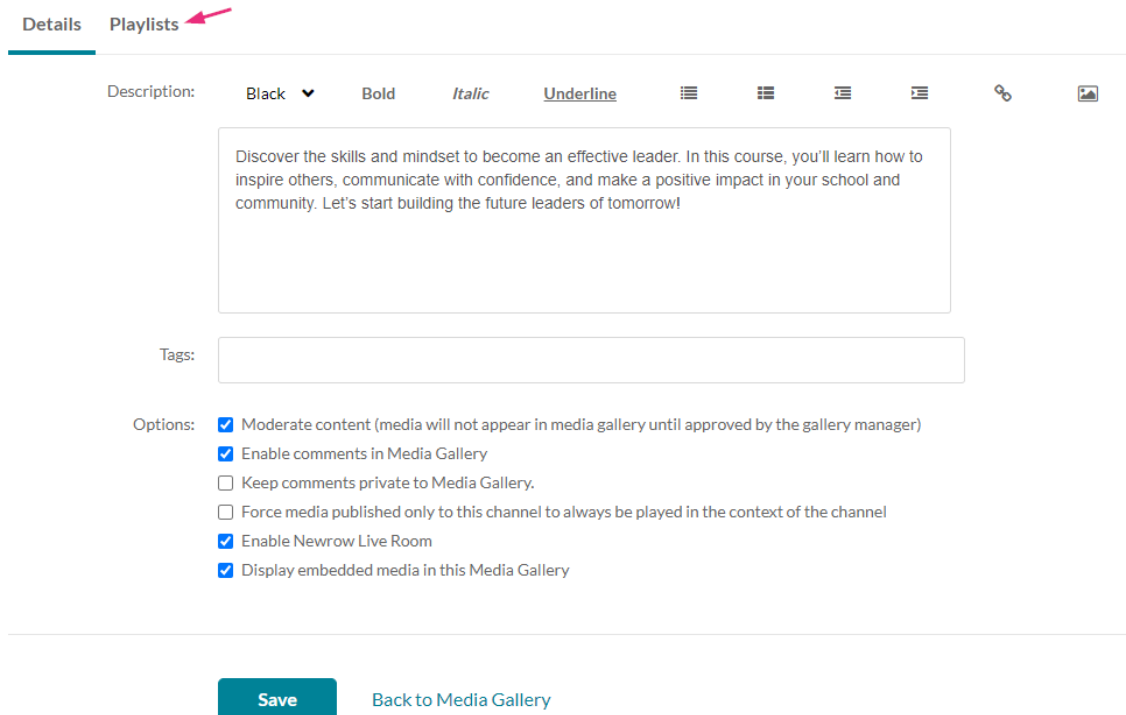 Details Playlists
Description: Black Bold Italic Underline
Discover the skills and mindset to become an effective leader. In this course, you’ll learn how to
inspire others, communicate with confidence, and make a positive impact in your school and
community. Let’s start building the future leaders of tomorrow!
Tags:
Options: Moderate content (media will not appear in media gallery until approved by the gallery manager)
Enable comments in Media Gallery
Keep comments private to Media Gallery.
Force media published only to this channel to always be played in the context of the channel
Enable Newrow Live Room
Display embedded media in this Media Gallery
Save Back to Media Gallery